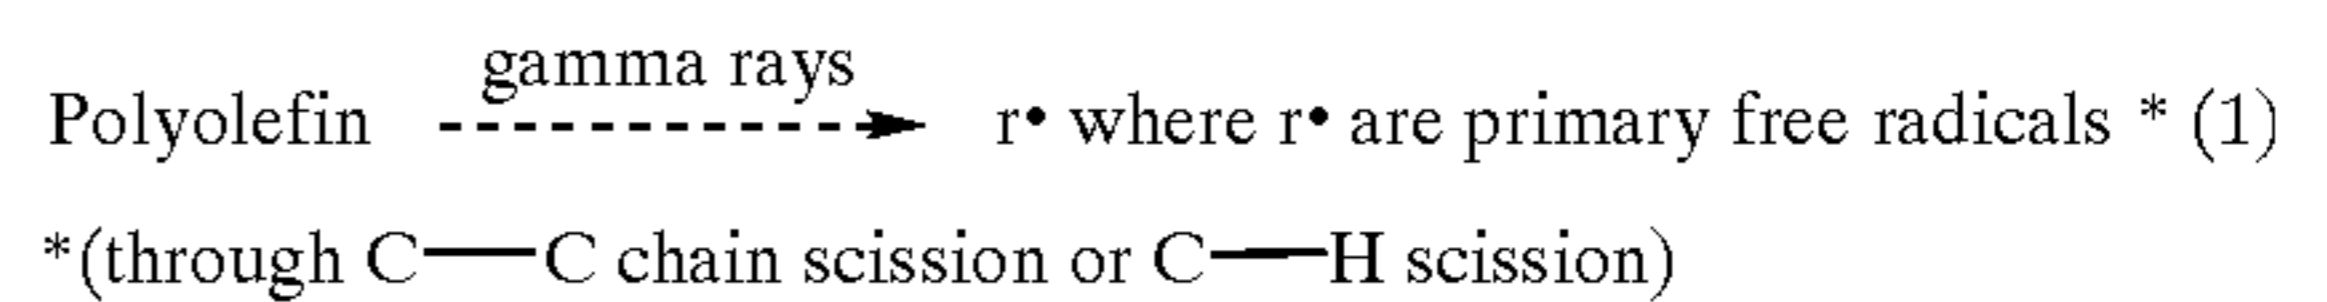 gamma rays
Polyolefin -----------► r• where r• are primary free radicals * (1)
*(through C—C chain scission or C—H scission)